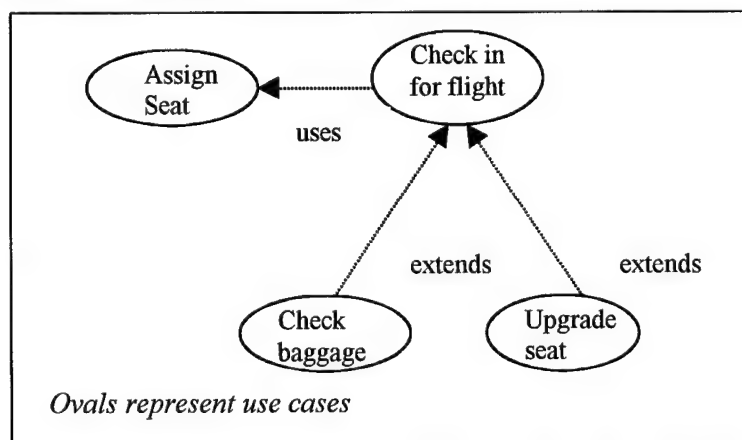 Assign
Seat
Check in
for flight
uses
extends
extends
Check
baggage
Upgrade
seat
Ovals represent use cases